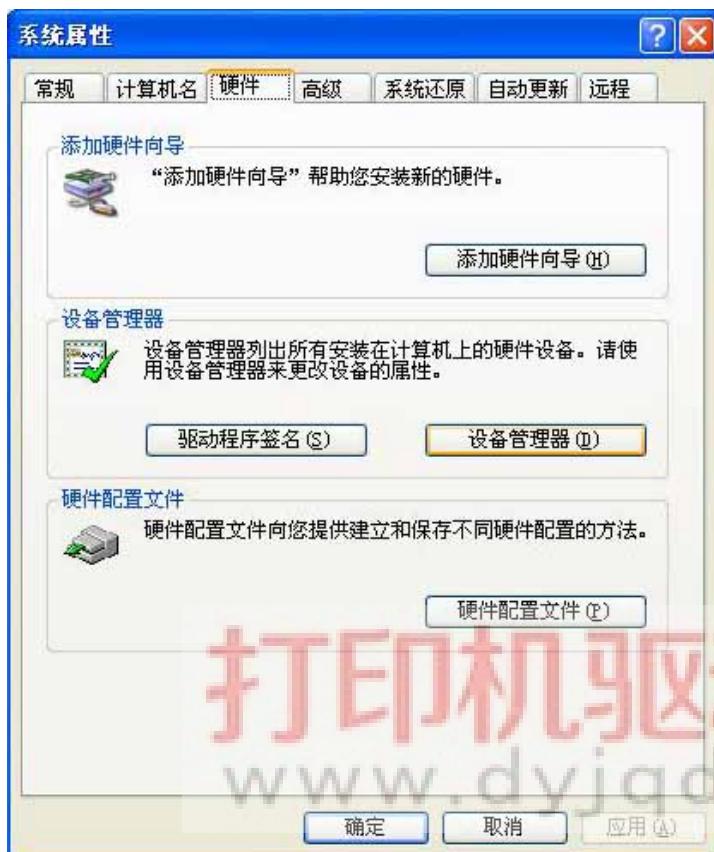 系统属性
常规 计算机名 硬件 高级 系统还原 自动更新 远程
添加硬件向导
“添加硬件向导”帮助您安装新的硬件。
添加硬件向导(H)
设备管理器
设备管理器列出所有安装在计算机上的硬件设备。请使
用设备管理器来更改设备的属性。
驱动程序签名(S) 设备管理器(D)
硬件配置文件
硬件配置文件向您提供建立和保存不同硬件配置的方法。
硬件配置文件(P)
打印机驱
www.dyjqd
确定 取消 应用(A)